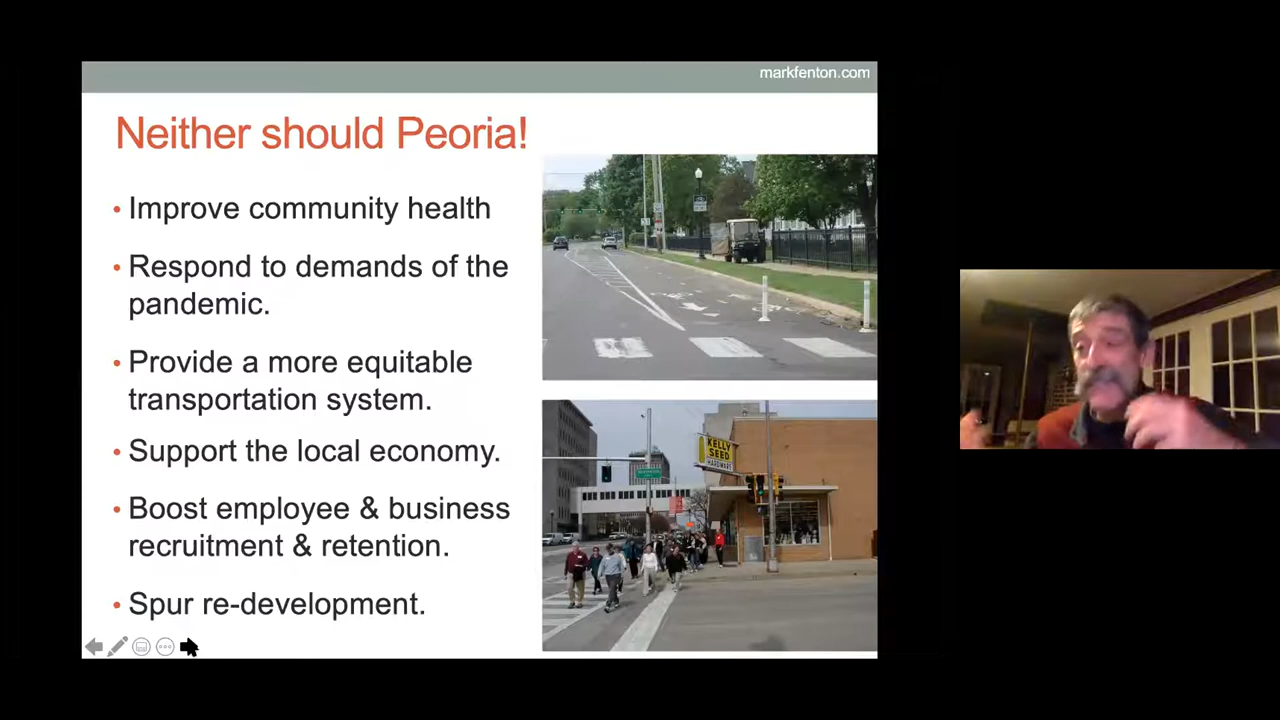 markfenton.com
Neither should Peoria!
• Improve community health
• Respond to demands of the
pandemic.
• Provide a more equitable
transportation system.
• Support the local economy.
• Boost employee & business
recruitment & retention.
• Spur re-development.
KELLY
SEED
HARDWARE